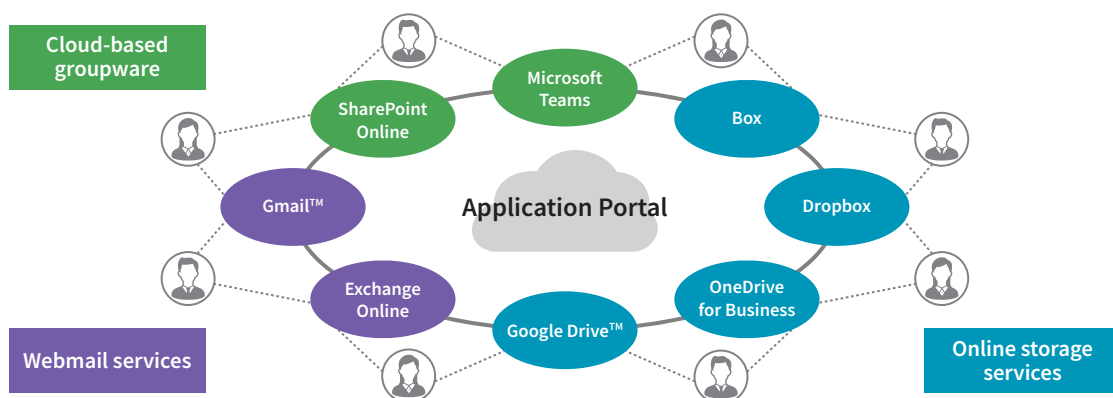 Cloud-based
groupware
Microsoft
Teams
SharePoint
Online
Box
Gmail™
Application Portal
Dropbox
Exchange
Online
OneDrive
for Business
Google Drive™
Webmail services
Online storage
services